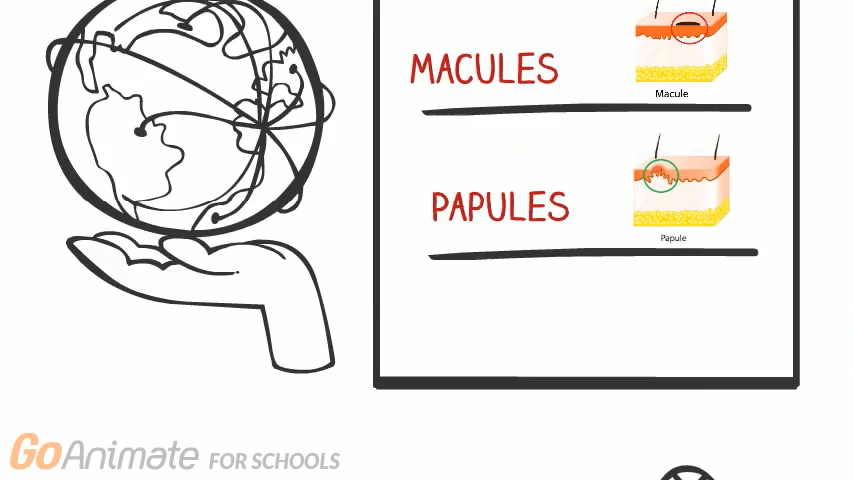 MACULES
Macule
PAPULES
Papule
GoAnimate FOR SCHOOLS